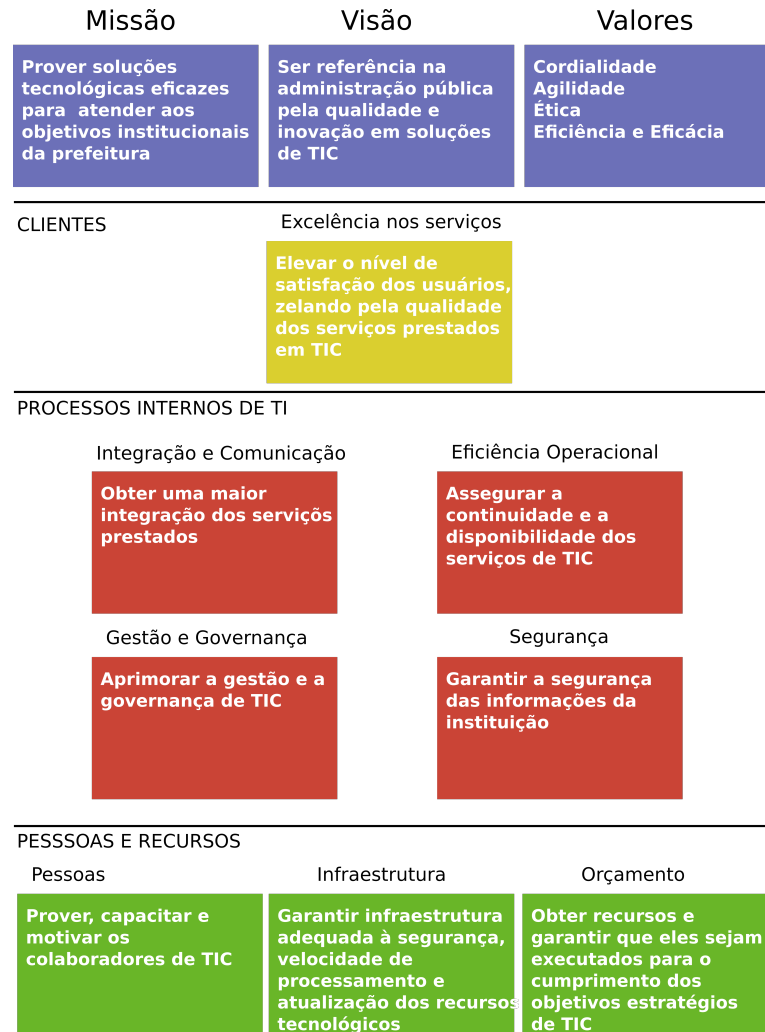 Missão
Visão
Valores
Prover soluções
tecnológicas eficazes
para  atender aos
objetivos institucionais
da prefeitura
Ser referência na
administração pública
pela qualidade e
inovação em soluções
de TIC
Cordialidade
Agilidade
Ética
Eficiência e Eficácia
CLIENTES
Excelência nos serviços
Elevar o nível de
satisfação dos usuários,
zelando pela qualidade
dos serviços prestados
em TIC
PROCESSOS INTERNOS DE TI
Integração e Comunicação
Eficiência Operacional
Obter uma maior
integração dos serviçõs
prestados
Assegurar a
continuidade e a
disponibilidade dos
serviços de TIC
Gestão e Governança
Segurança
Aprimorar a gestão e a
governança de TIC
Garantir a segurança
das informações da
instituição
PESSSOAS E RECURSOS
Pessoas
Infraestrutura
Orçamento
Prover, capacitar e
motivar os
colaboradores de TIC
Garantir infraestrutura
adequada à segurança,
velocidade de
processamento e
atualização dos recursos
tecnológicos
Obter recursos e
garantir que eles sejam
executados para o
cumprimento dos
objetivos estratégios
de TIC